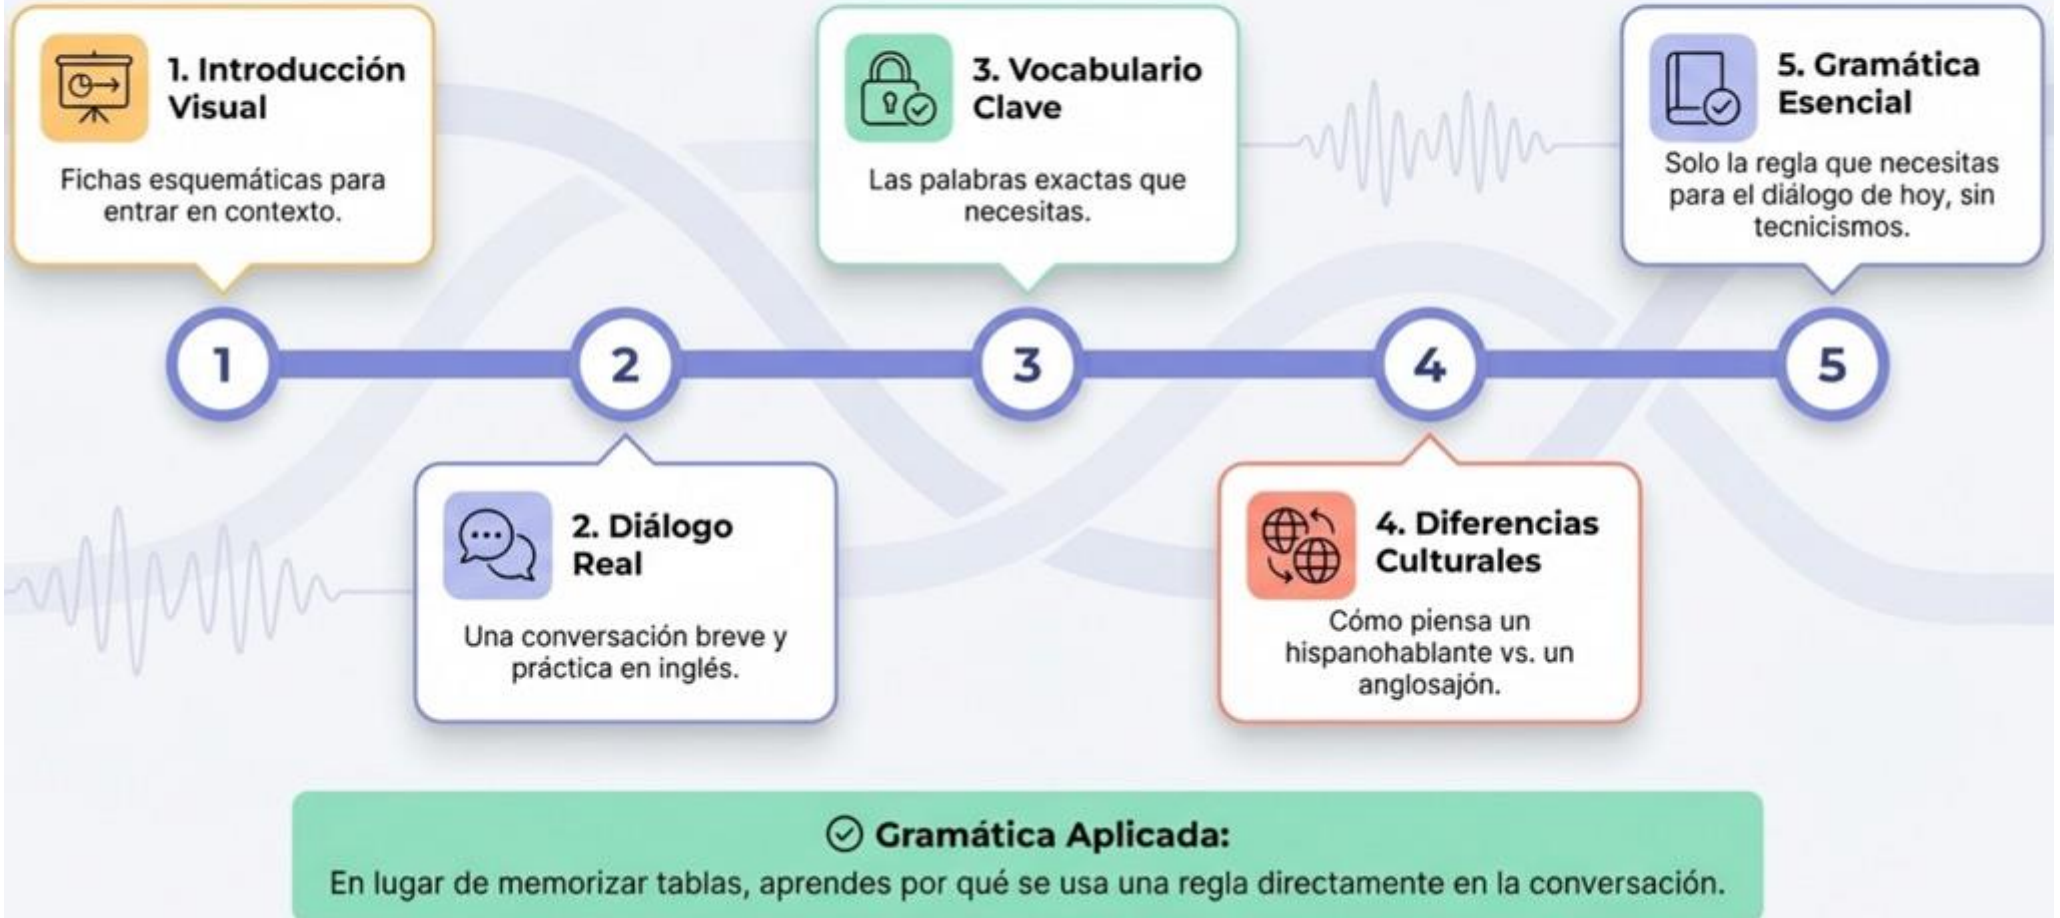 1. Introducción
Visual
Fichas esquemáticas para
entrar en contexto.
3. Vocabulario
Clave
Las palabras exactas que
necesitas.
5. Gramática
Esencial
Solo la regla que necesitas
para el diálogo de hoy, sin
tecnicismos.
1
2
3
4
5
2. Diálogo
Real
Una conversación breve y
práctica en inglés.
4. Diferencias
Culturales
Cómo piensa un
hispanohablante vs. un
anglosajón.
Gramática Aplicada:
En lugar de memorizar tablas, aprendes por qué se usa una regla directamente en la conversación.